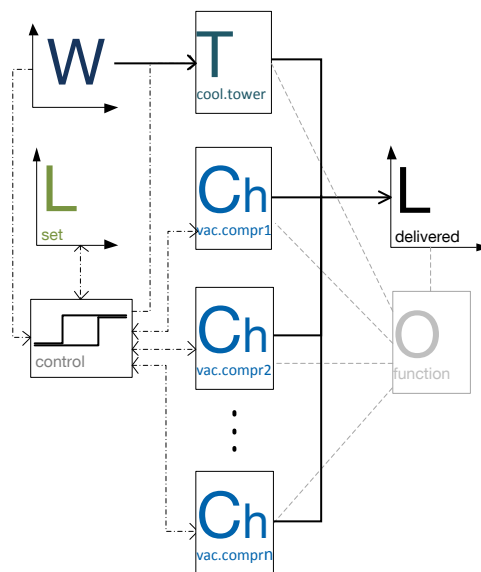 W
T
cool.tower
L
set
Ch
vac.compr1
L
delivered
control
Ch
vac.compr2
O
function
Ch
vac.comprn